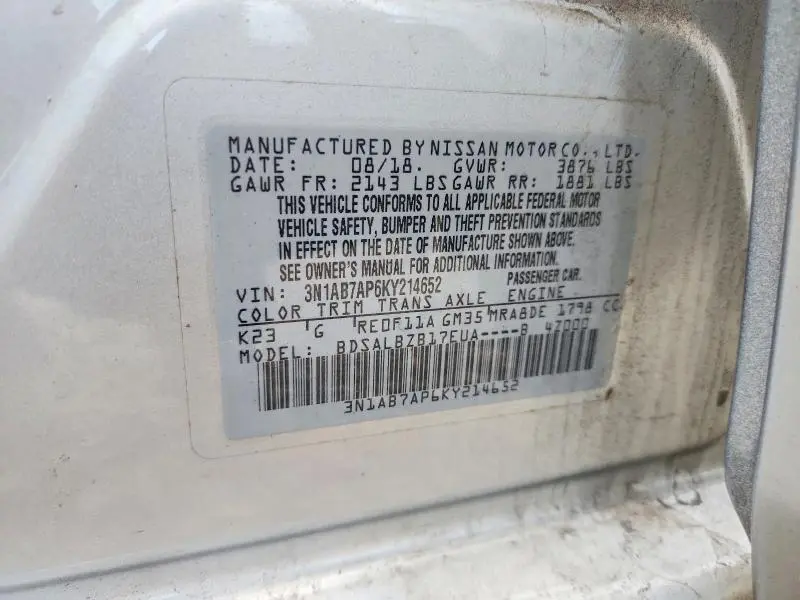 MANUFACTURED BY NISSAN MOTOR CO., LTD.
DATE: 08/18. GVWR: 3876 LBS
GAWR FR: 2143 LBS GAWR RR: 1881 LBS
THIS VEHICLE CONFORMS TO ALL APPLICABLE FEDERAL MOTOR
VEHICLE SAFETY, BUMPER AND THEFT PREVENTION STANDARDS
IN EFFECT ON THE DATE OF MANUFACTURE SHOWN ABOVE.
SEE OWNER'S MANUAL FOR ADDITIONAL INFORMATION.
VIN: 3N1AB7AP6KY214652 PASSENGER CAR.
COLOR TRIM TRANS AXLE ENGINE
K23 'G 'RE0F11A GM35 MRA8DE 1798 CC
MODEL: BDSALBZB17EUA----B 4Z000
3N1AB7AP6KY214652